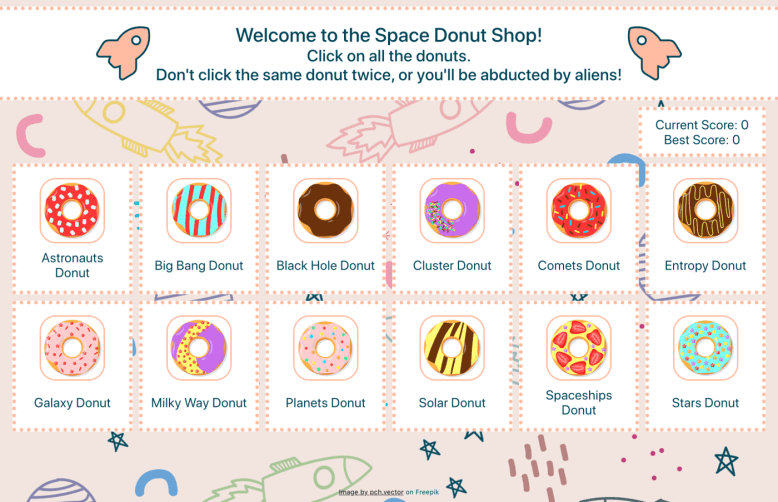 Welcome to the Space Donut Shop!
Click on all the donuts.
Don't click the same donut twice, or you'll be abducted by aliens!
Current Score: 0
Best Score: 0
Astronauts
Donut
Big Bang Donut
Black Hole Donut
Cluster Donut
Comets Donut
Entropy Donut
Galaxy Donut
Milky Way Donut
Planets Donut
Solar Donut
Spaceships
Donut
Stars Donut
Image by pch.vector on Freepik